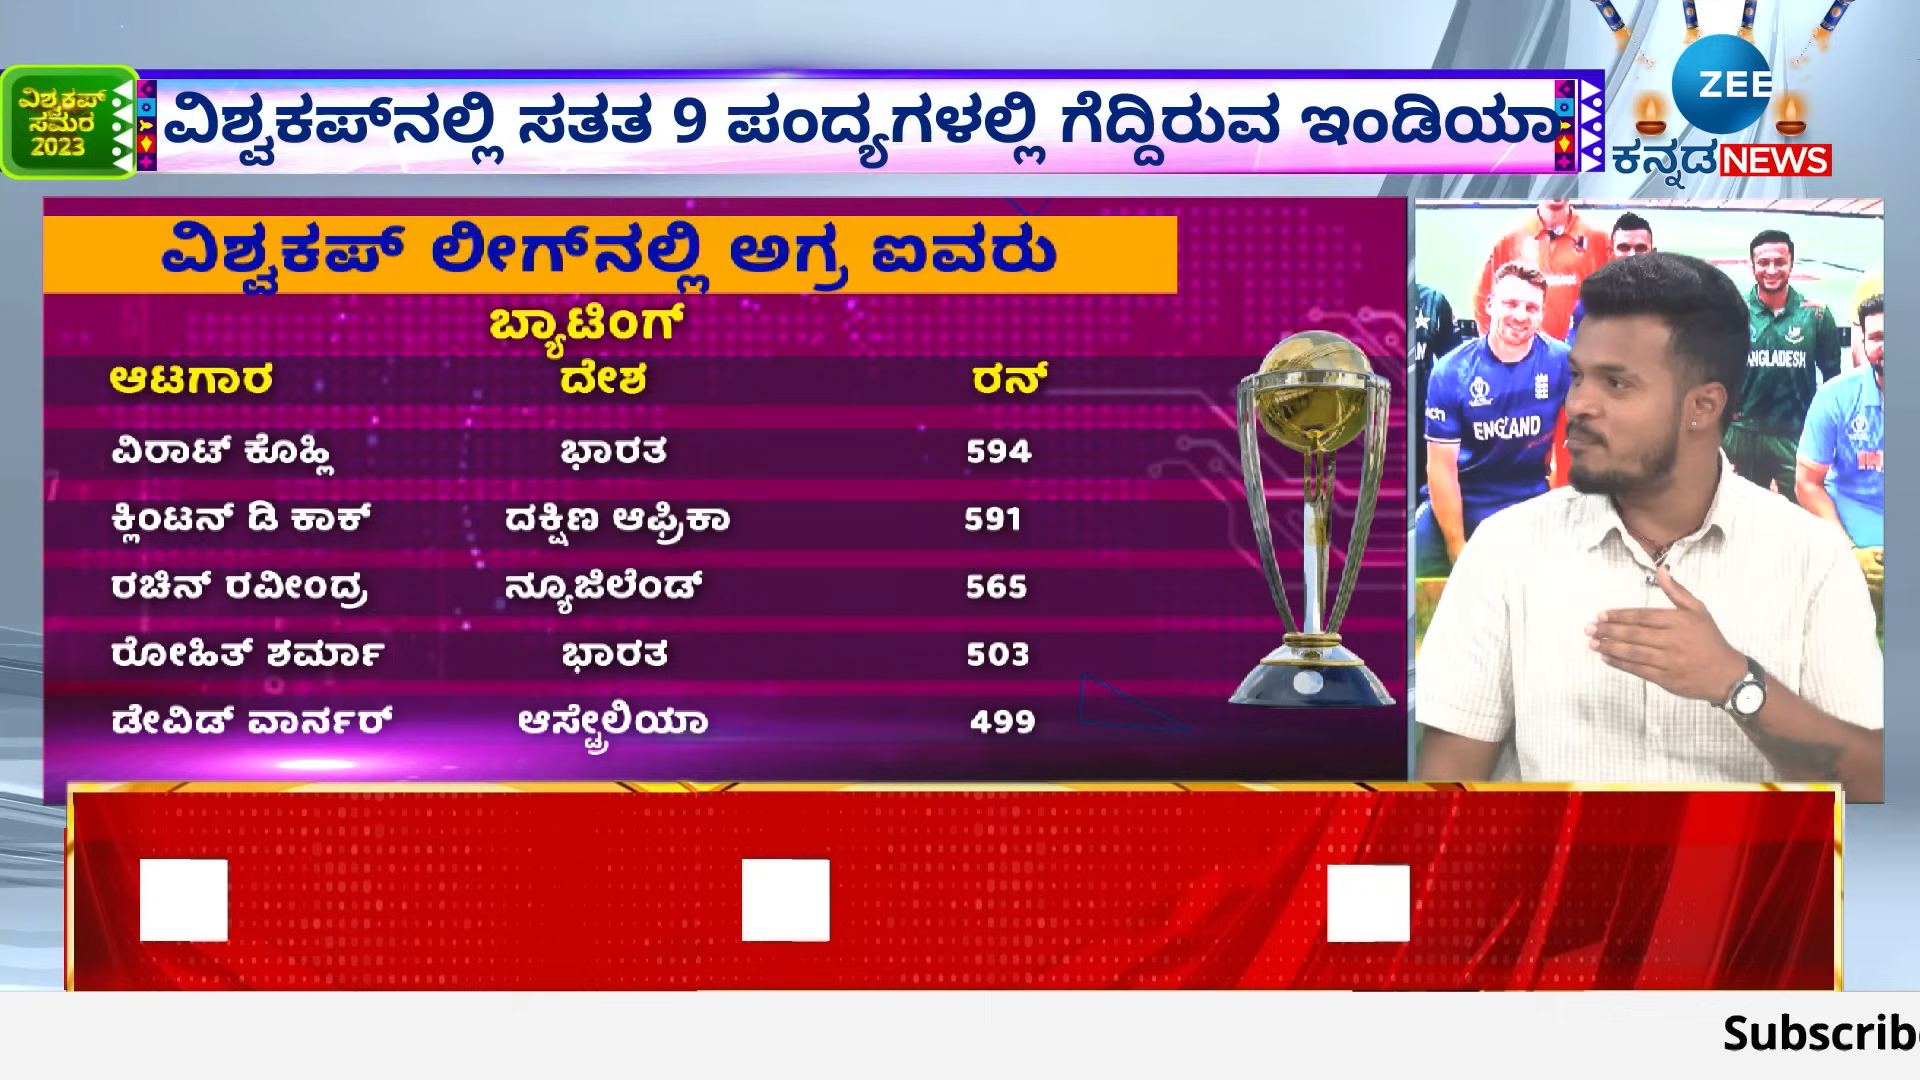 ವಿಶ್ವಕಪ್
ಸಮರ
2023
ವಿಶ್ವಕಪ್‌ನಲ್ಲಿ ಸತತ 9 ಪಂದ್ಯಗಳಲ್ಲಿ ಗೆದ್ದಿರುವ ಇಂಡಿಯಾ
ZEE
ಕನ್ನಡ NEWS
ವಿಶ್ವಕಪ್ ಲೀಗ್‌ನಲ್ಲಿ ಅಗ್ರ ಐವರು
ಬ್ಯಾಟಿಂಗ್
ಆಟಗಾರ ದೇಶ ರನ್
ವಿರಾಟ್ ಕೊಹ್ಲಿ ಭಾರತ 594
ಕ್ವಿಂಟನ್ ಡಿ ಕಾಕ್ ದಕ್ಷಿಣ ಆಫ್ರಿಕಾ 591
ರಚಿನ್ ರವೀಂದ್ರ ನ್ಯೂಜಿಲೆಂಡ್ 565
ರೋಹಿತ್ ಶರ್ಮಾ ಭಾರತ 503
ಡೇವಿಡ್ ವಾರ್ನರ್ ಆಸ್ಟ್ರೇಲಿಯಾ 499
ENGLAND
ANGLADESH
Subscrib